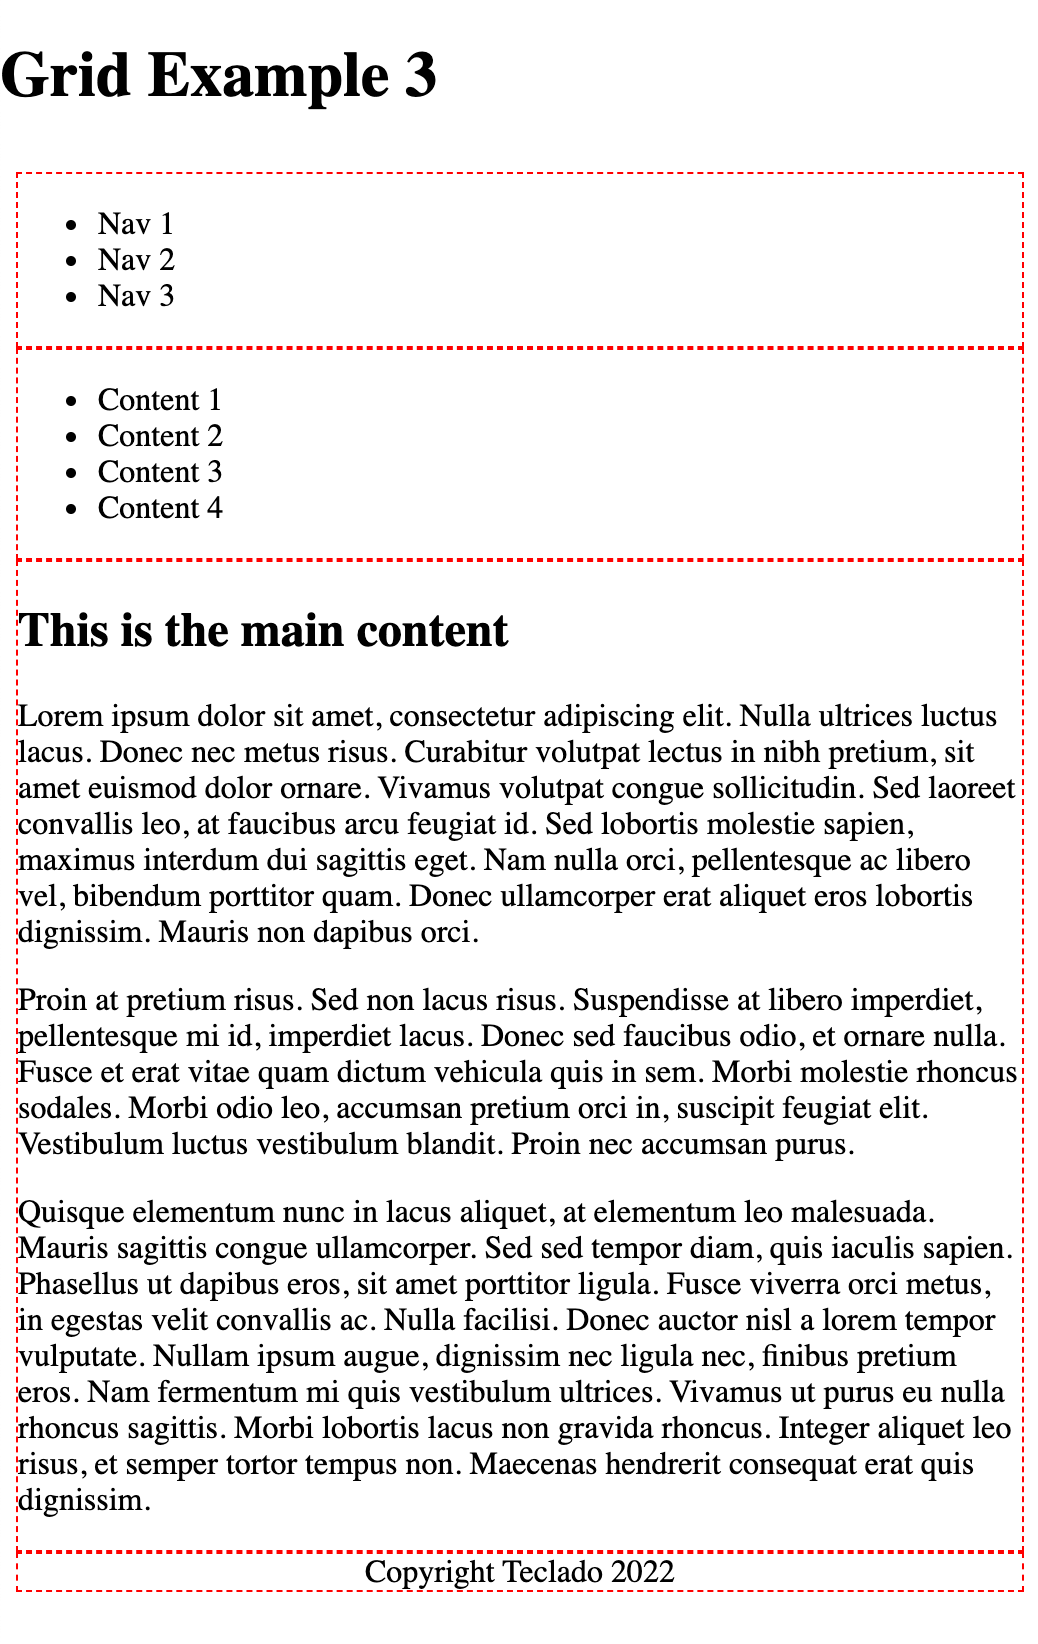 Grid Example 3
Nav 1
Nav 2
Nav 3
Content 1
Content 2
Content 3
Content 4
This is the main content
Lorem ipsum dolor sit amet, consectetur adipiscing elit. Nulla ultrices luctus
lacus. Donec nec metus risus. Curabitur volutpat lectus in nibh pretium, sit
amet euismod dolor ornare. Vivamus volutpat congue sollicitudin. Sed laoreet
convallis leo, at faucibus arcu feugiat id. Sed lobortis molestie sapien,
maximus interdum dui sagittis eget. Nam nulla orci, pellentesque ac libero
vel, bibendum porttitor quam. Donec ullamcorper erat aliquet eros lobortis
dignissim. Mauris non dapibus orci.
Proin at pretium risus. Sed non lacus risus. Suspendisse at libero imperdiet,
pellentesque mi id, imperdiet lacus. Donec sed faucibus odio, et ornare nulla.
Fusce et erat vitae quam dictum vehicula quis in sem. Morbi molestie rhoncus
sodales. Morbi odio leo, accumsan pretium orci in, suscipit feugiat elit.
Vestibulum luctus vestibulum blandit. Proin nec accumsan purus.
Quisque elementum nunc in lacus aliquet, at elementum leo malesuada.
Mauris sagittis congue ullamcorper. Sed sed tempor diam, quis iaculis sapien.
Phasellus ut dapibus eros, sit amet porttitor ligula. Fusce viverra orci metus,
in egestas velit convallis ac. Nulla facilisi. Donec auctor nisl a lorem tempor
vulputate. Nullam ipsum augue, dignissim nec ligula nec, finibus pretium
eros. Nam fermentum mi quis vestibulum ultrices. Vivamus ut purus eu nulla
rhoncus sagittis. Morbi lobortis lacus non gravida rhoncus. Integer aliquet leo
risus, et semper tortor tempus non. Maecenas hendrerit consequat erat quis
dignissim.
Copyright Teclado 2022